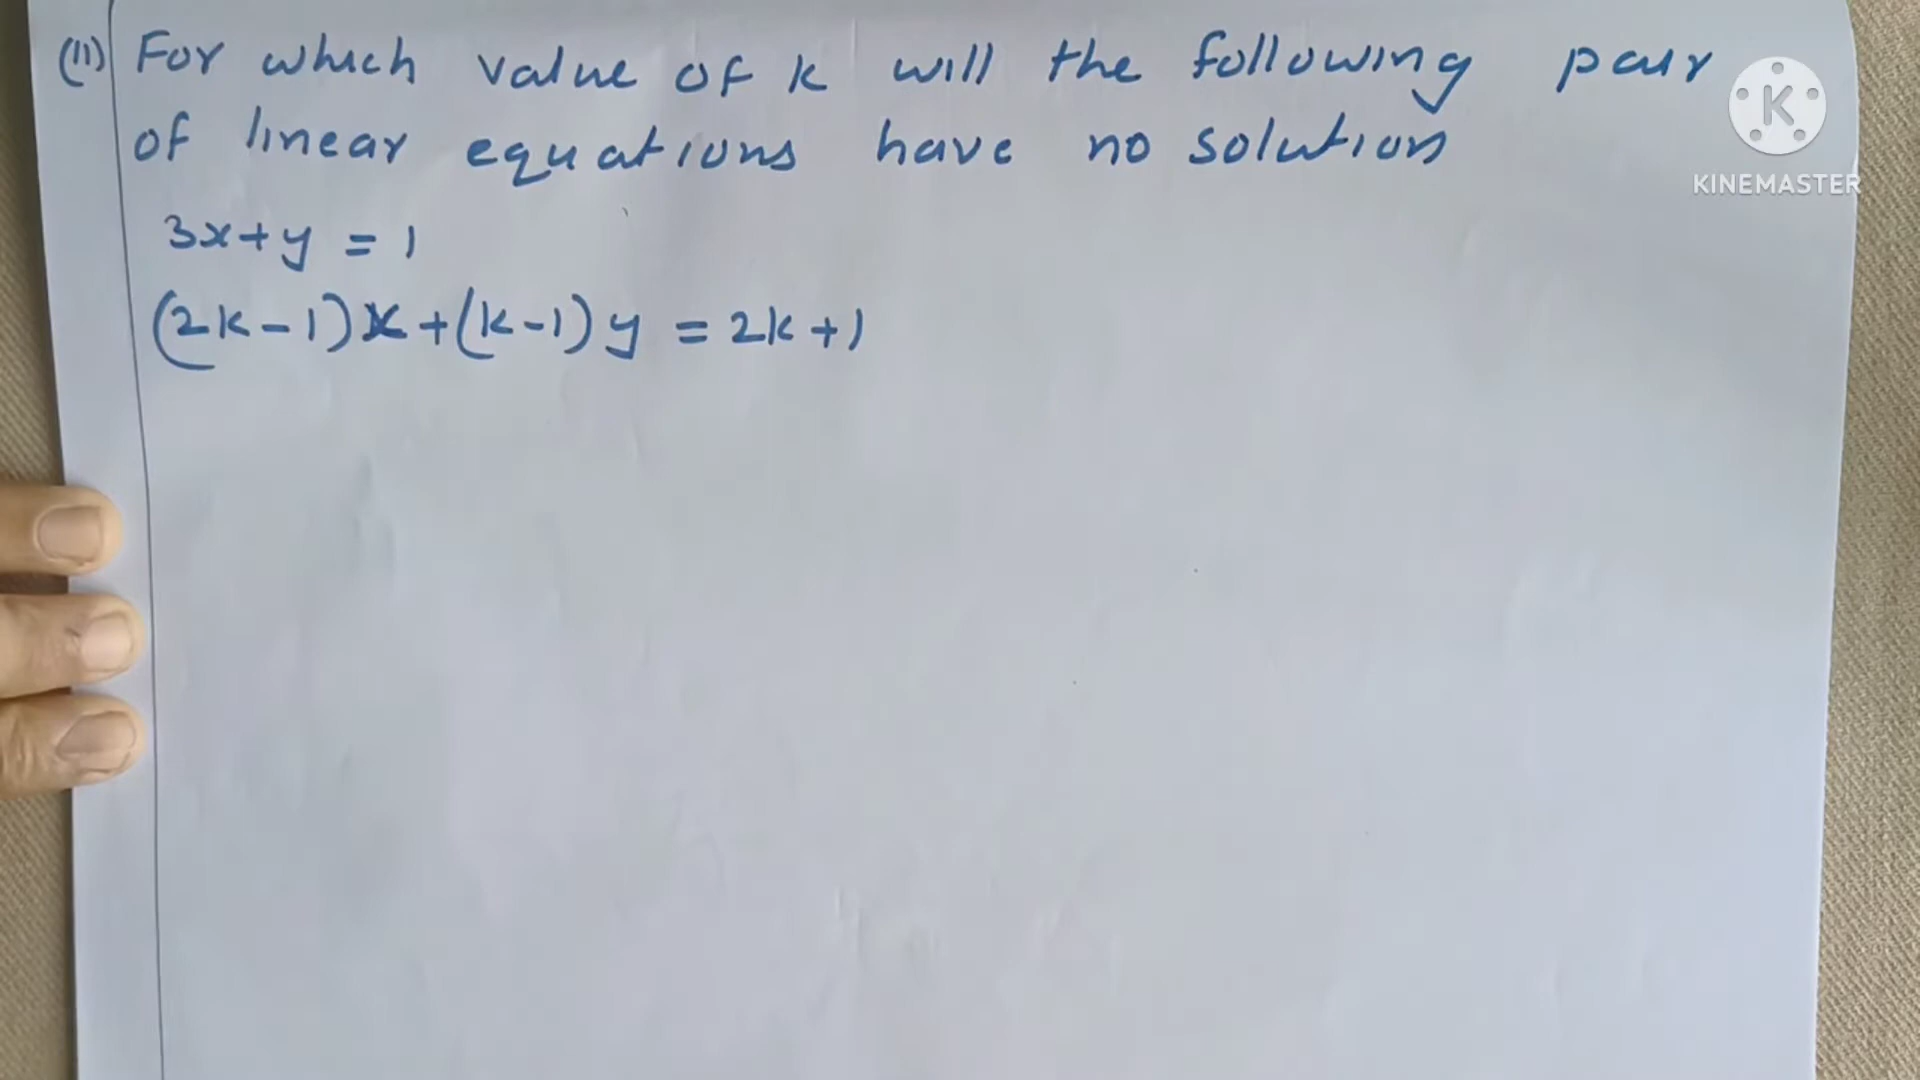 (ii) For which value of k will the following pair
of linear equations have no solution
3x+y = 1
(2k-1)x+(k-1)y = 2k+1
K
KINEMASTER